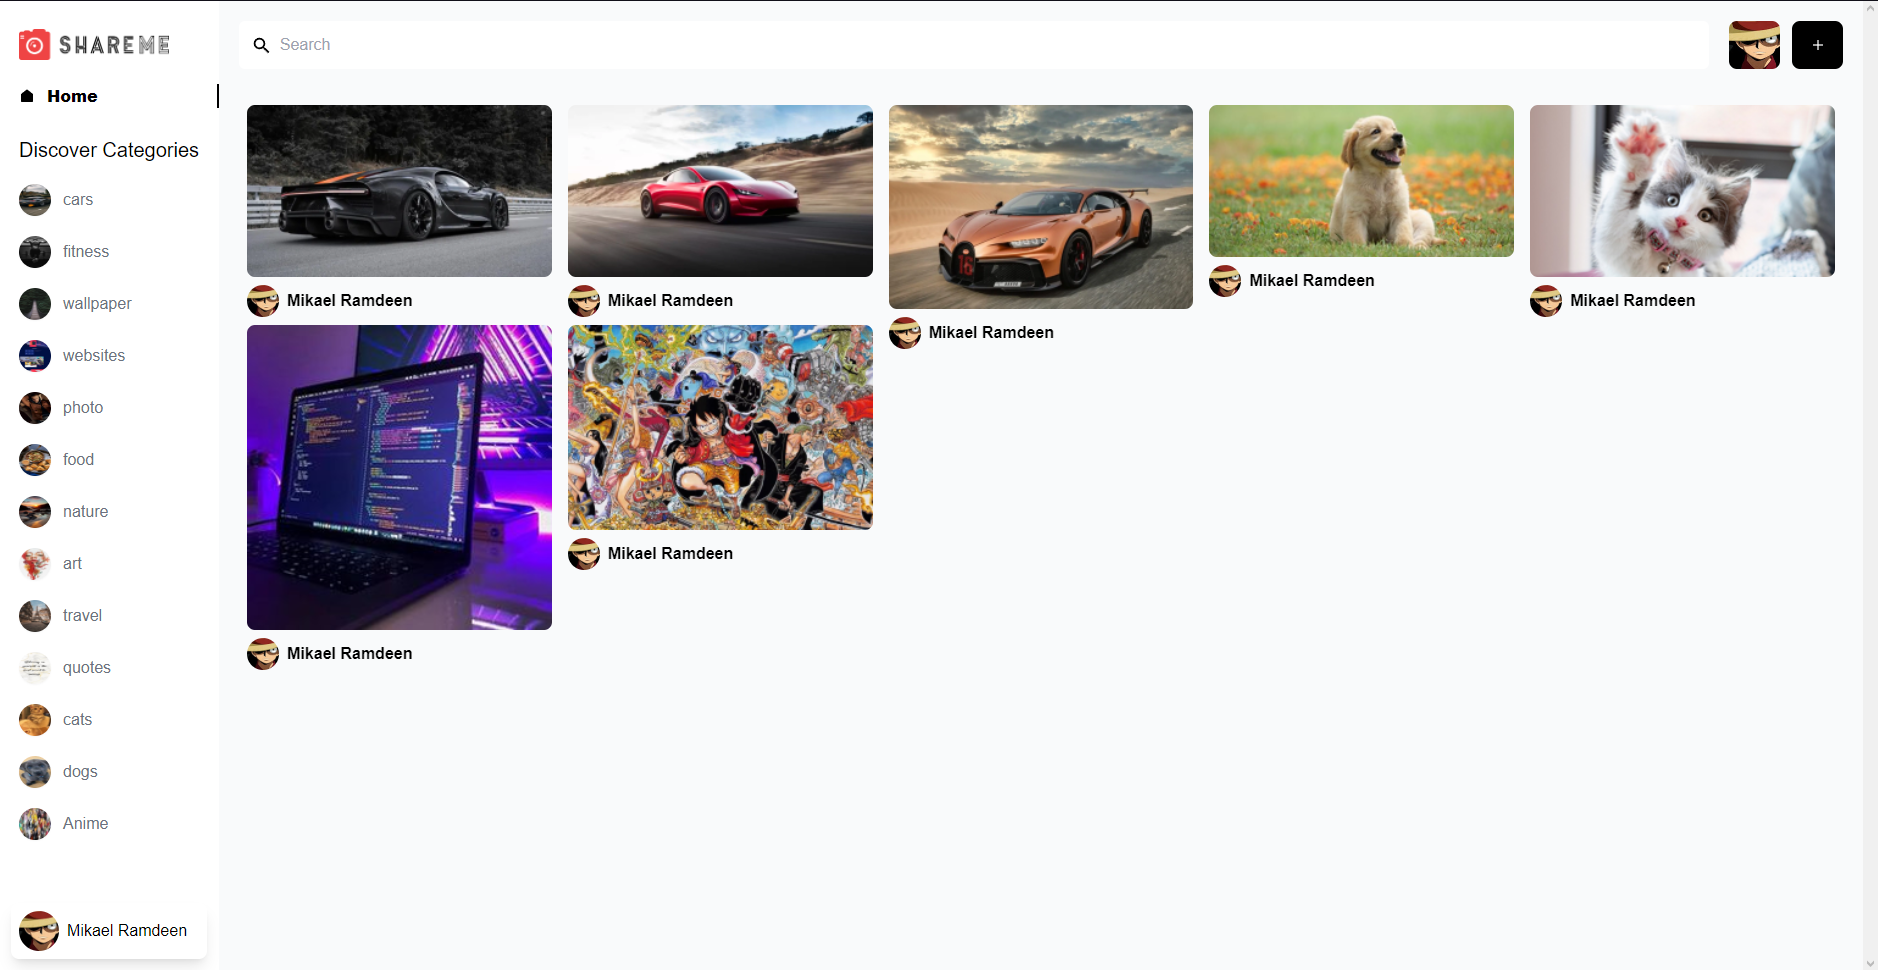 SHAREME
Search
+
Home
Discover Categories
cars
fitness
wallpaper
websites
photo
food
nature
art
travel
quotes
cats
dogs
Anime
Mikael Ramdeen
Mikael Ramdeen
Mikael Ramdeen
Mikael Ramdeen
Mikael Ramdeen
Mikael Ramdeen
Mikael Ramdeen
Mikael Ramdeen